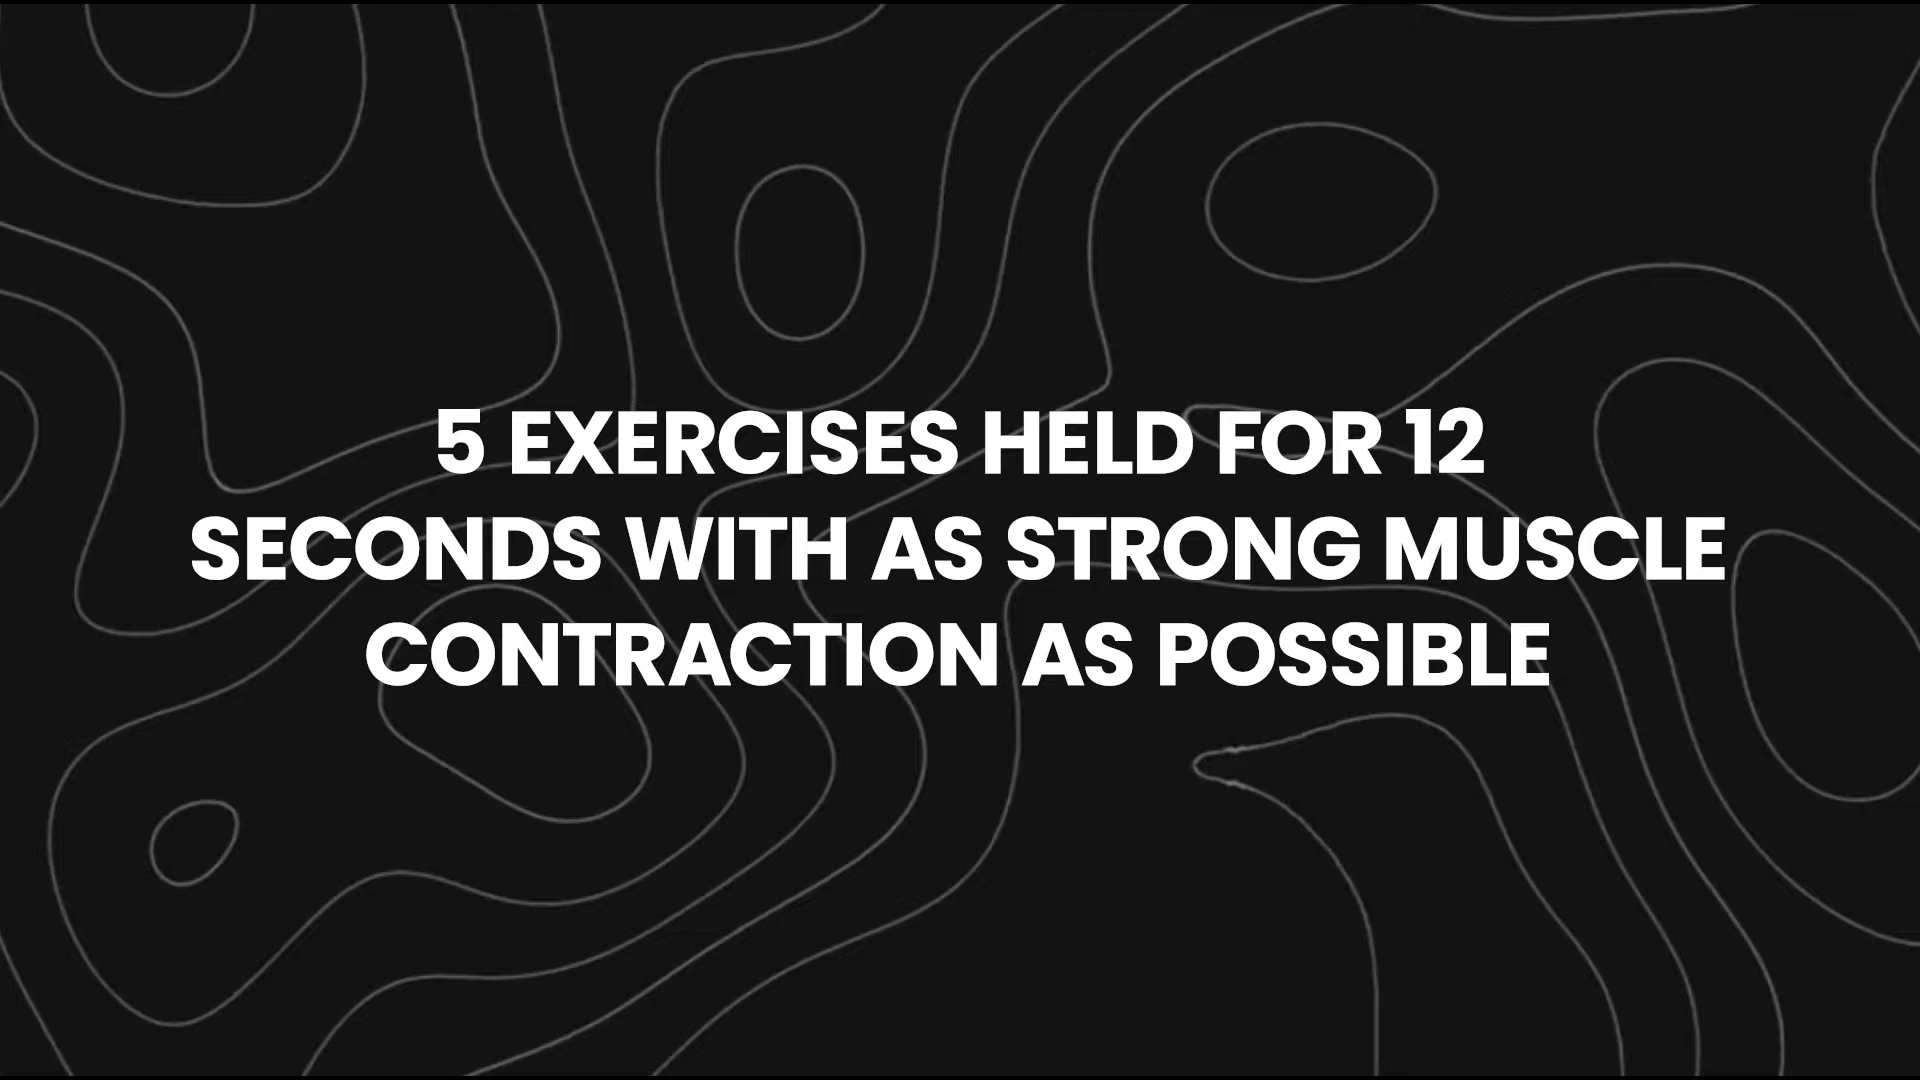 5 EXERCISES HELD FOR 12
SECONDS WITH AS STRONG MUSCLE
CONTRACTION AS POSSIBLE